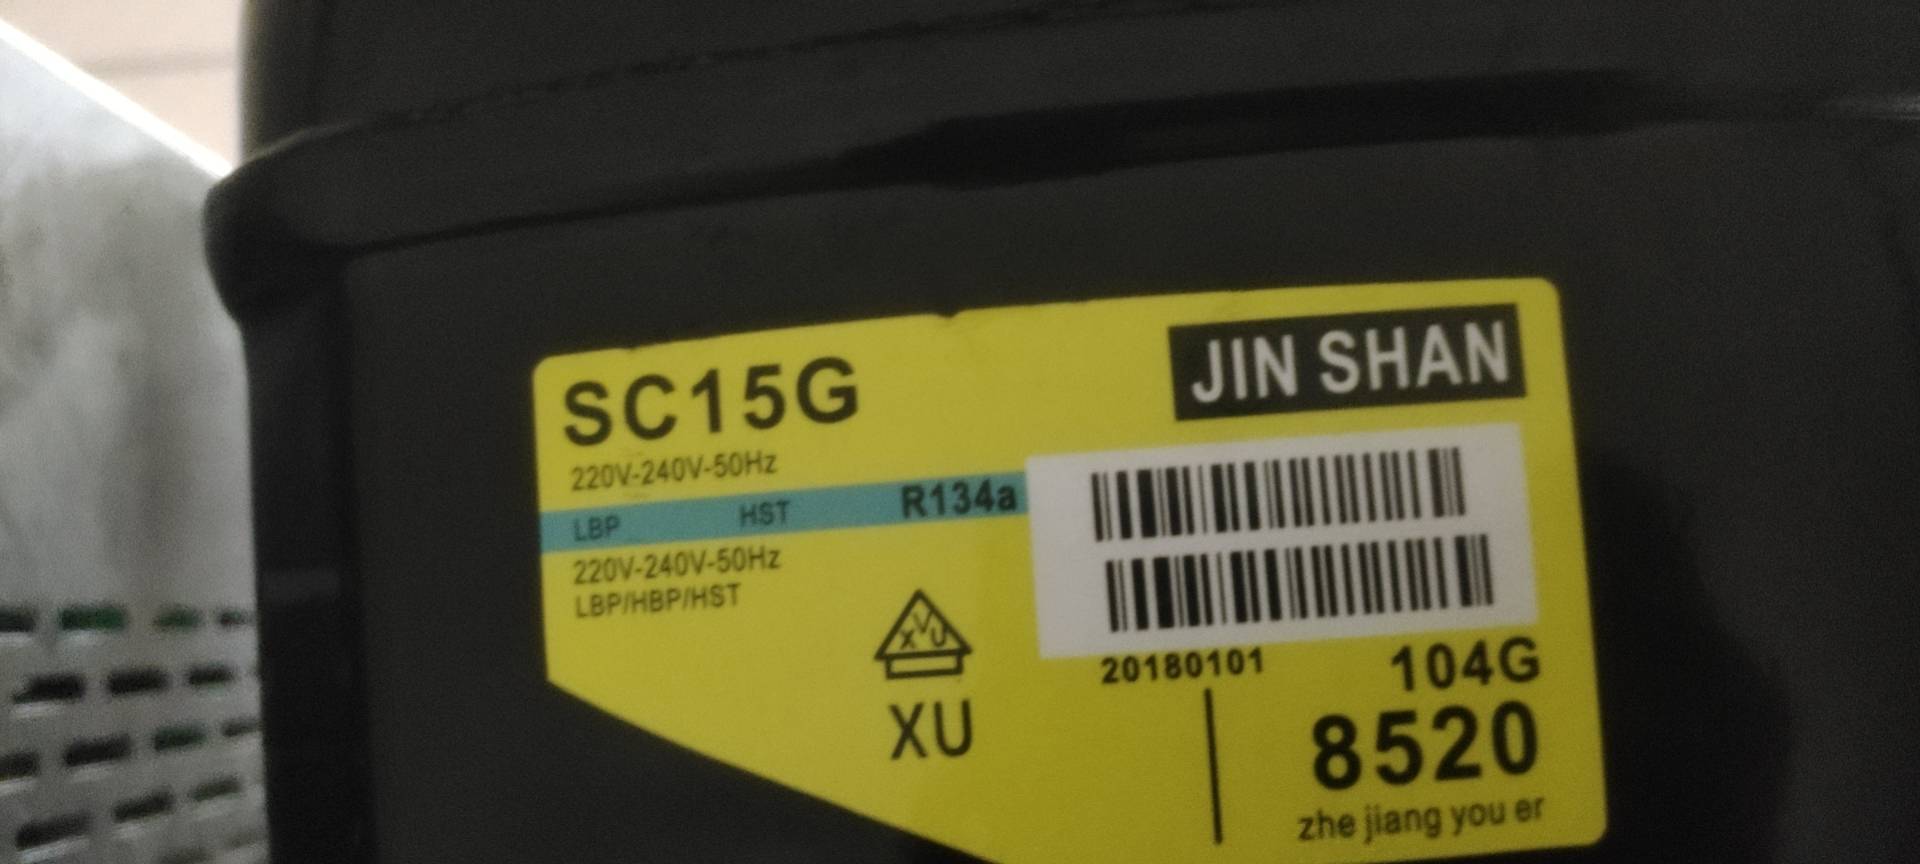 SC15G
JIN SHAN
220V-240V-50Hz
LBP HST R134a
220V-240V-50Hz
LBP/HBP/HST
XVU
XU
20180101
104G
8520
zhe jiang you er